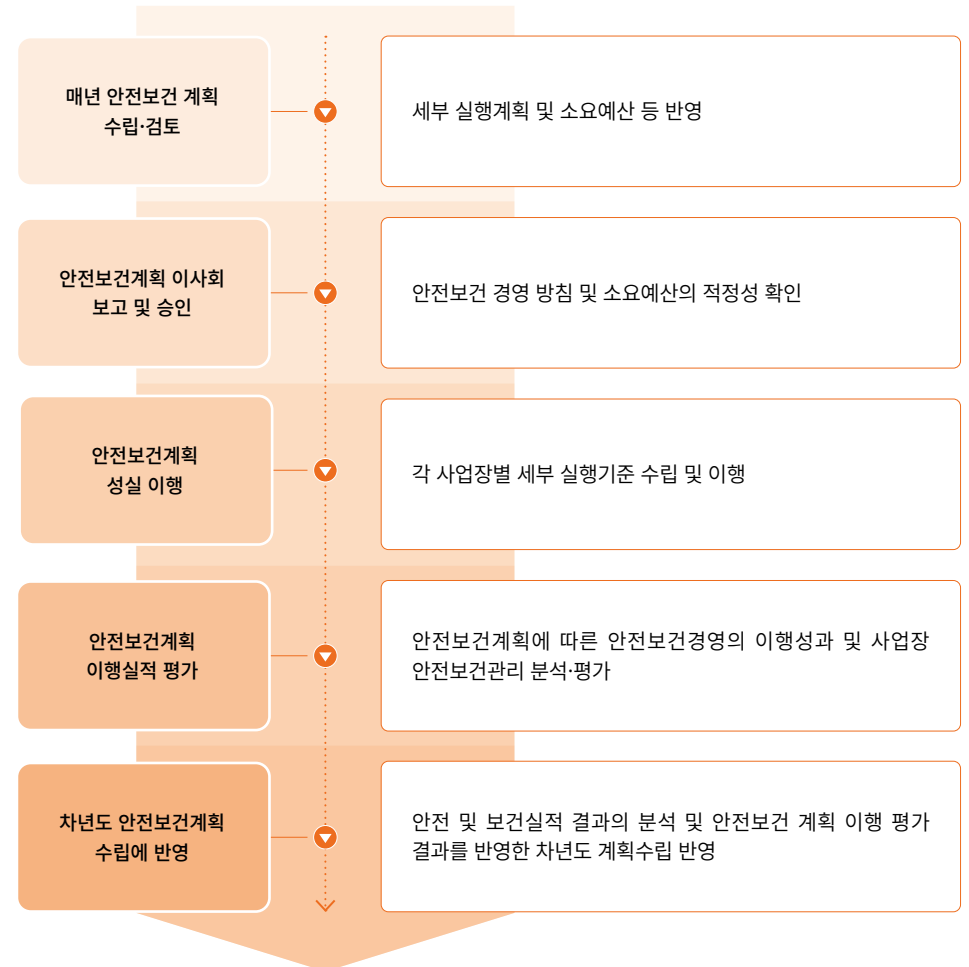 매년 안전보건 계획
수립·검토
세부 실행계획 및 소요예산 등 반영
안전보건계획 이사회
보고 및 승인
안전보건 경영 방침 및 소요예산의 적정성 확인
안전보건계획
성실 이행
각 사업장별 세부 실행기준 수립 및 이행
안전보건계획
이행실적 평가
안전보건계획에 따른 안전보건경영의 이행성과 및 사업장
안전보건관리 분석·평가
차년도 안전보건계획
수립에 반영
안전 및 보건실적 결과의 분석 및 안전보건 계획 이행 평가
결과를 반영한 차년도 계획수립 반영